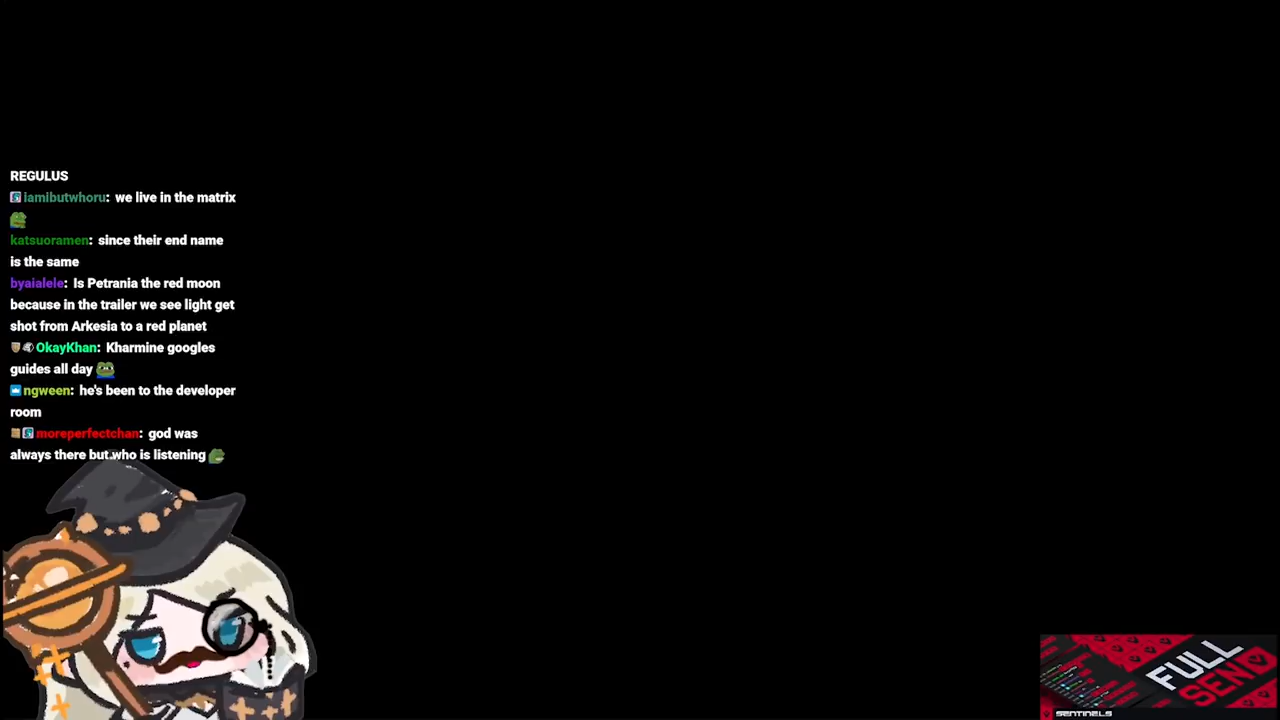 REGULUS
iamibutwhoru: we live in the matrix
katsuoramen: since their end name
is the same
byaialele: Is Petrania the red moon
because in the trailer we see light get
shot from Arkesia to a red planet
OkayKhan: Kharmine googles
guides all day
ngween: he's been to the developer
room
moreperfectchan: god was
always there but who is listening
FULL
SEND
SENTINELS